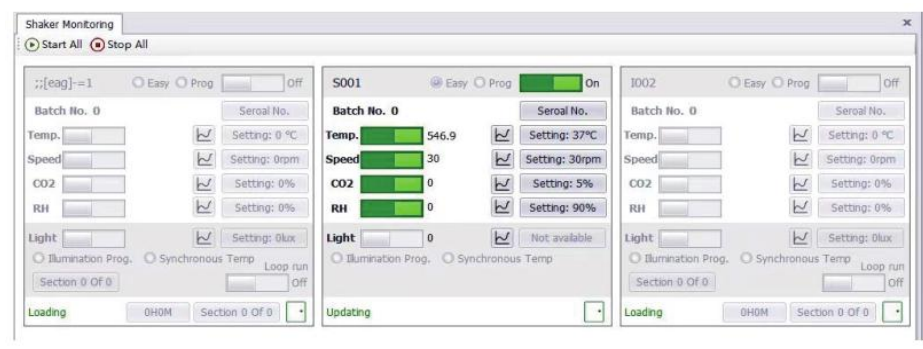 Shaker Monitoring
Start All Stop All
;;[eag]-=1 Easy Prog Off
Batch No. 0 Seroal No.
Temp. Setting: 0 ºC
Speed Setting: 0rpm
CO2 Setting: 0%
RH Setting: 0%
Light Setting: 0lux
Illumination Prog. Synchronous Temp
Loop run
Section 0 Of 0 Off
Loading 0H0M Section 0 Of 0
S001 Easy Prog On
Batch No. 0 Seroal No.
Temp. 546.9 Setting: 37ºC
Speed 30 Setting: 30rpm
CO2 0 Setting: 5%
RH 0 Setting: 90%
Light 0 Not available
Illumination Prog. Synchronous Temp
Updating
I002 Easy Prog Off
Batch No. 0 Seroal No.
Temp. Setting: 0 ºC
Speed Setting: 0rpm
CO2 Setting: 0%
RH Setting: 0%
Light Setting: 0lux
Illumination Prog. Synchronous Temp
Loop run
Section 0 Of 0 Off
Loading 0H0M Section 0 Of 0